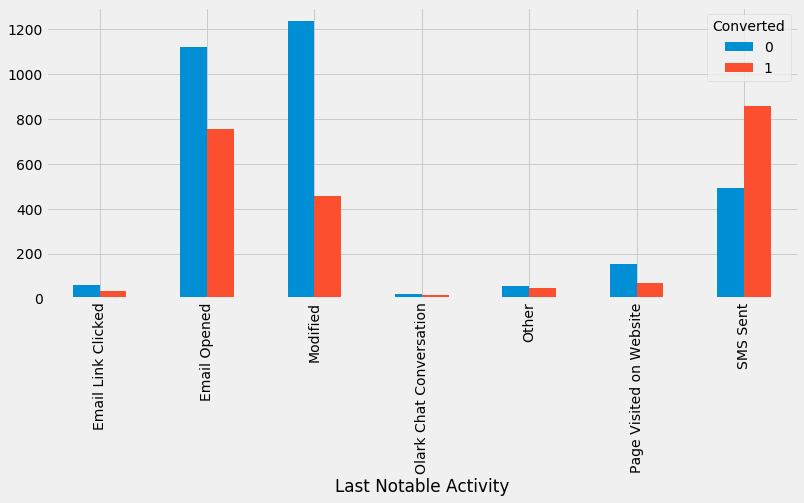 1200
1000
800
600
400
200
0
Converted
0
1
Email Link Clicked
Email Opened
Modified
Olark Chat Conversation
Other
Page Visited on Website
SMS Sent
Last Notable Activity